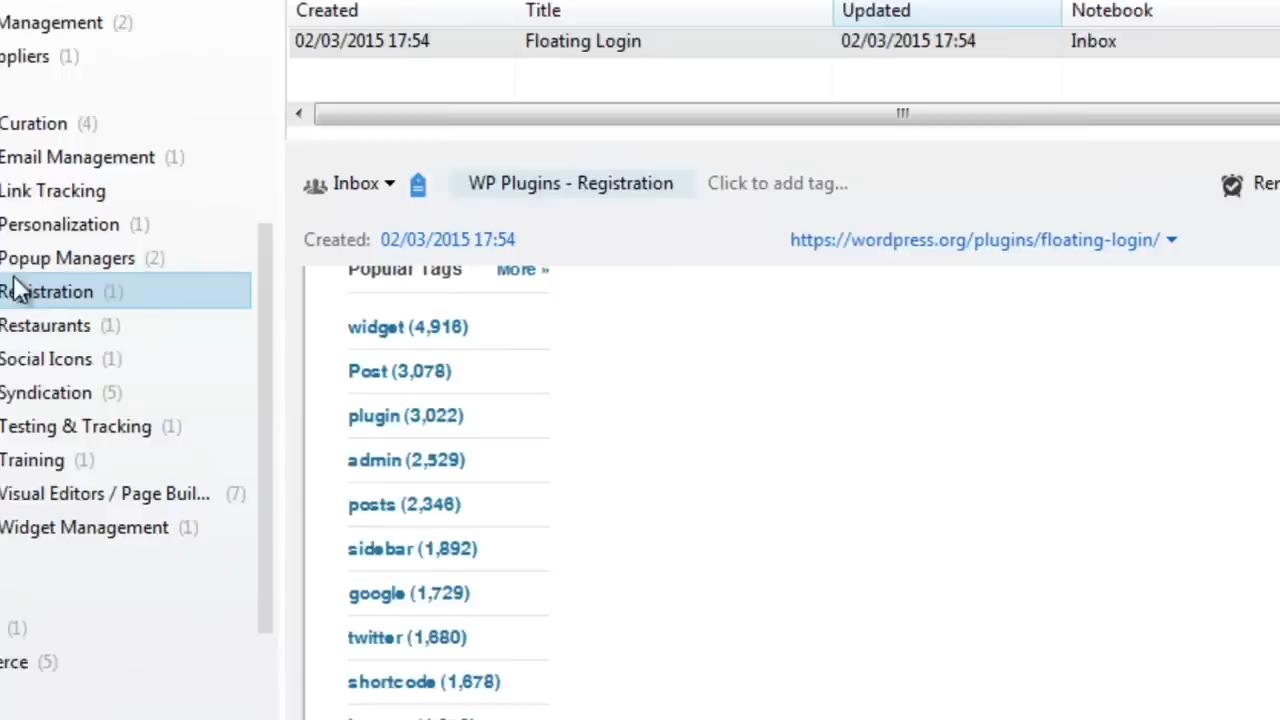 Management (2)
ppliers (1)
Curation (4)
Email Management (1)
Link Tracking
Personalization (1)
Popup Managers (2)
Registration (1)
Restaurants (1)
Social Icons (1)
Syndication (5)
Testing & Tracking (1)
Training (1)
Visual Editors / Page Buil... (7)
Widget Management (1)
(1)
erce (5)
Created Title Updated Notebook
02/03/2015 17:54 Floating Login 02/03/2015 17:54 Inbox
Inbox WP Plugins - Registration Click to add tag... Rer
Created: 02/03/2015 17:54 https://wordpress.org/plugins/floating-login/
Popular Tags More »
widget (4,916)
Post (3,078)
plugin (3,022)
admin (2,529)
posts (2,346)
sidebar (1,892)
google (1,729)
twitter (1,680)
shortcode (1,678)